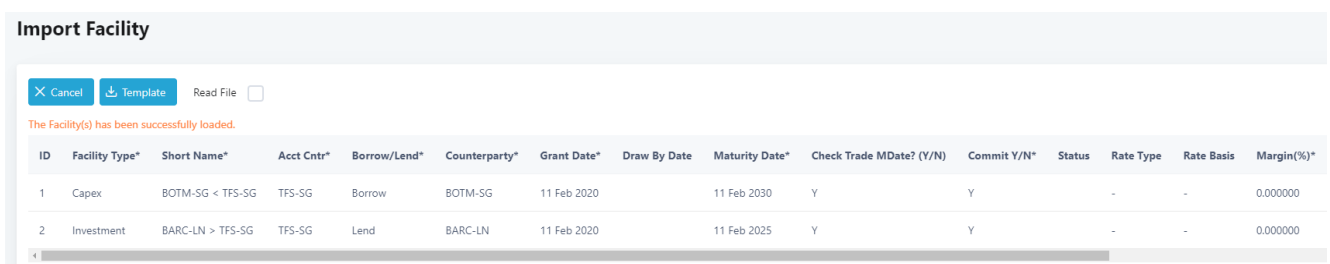 Import Facility
Cancel Template Read File
The Facility(s) has been successfully loaded.
ID Facility Type* Short Name* Acct Cntr* Borrow/Lend* Counterparty* Grant Date* Draw By Date Maturity Date* Check Trade MDate? (Y/N) Commit Y/N* Status Rate Type Rate Basis Margin(%)*
1 Capex BOTM-SG < TFS-SG TFS-SG Borrow BOTM-SG 11 Feb 2020 11 Feb 2030 Y Y - - 0.000000
2 Investment BARC-LN > TFS-SG TFS-SG Lend BARC-LN 11 Feb 2020 11 Feb 2025 Y Y - - 0.000000